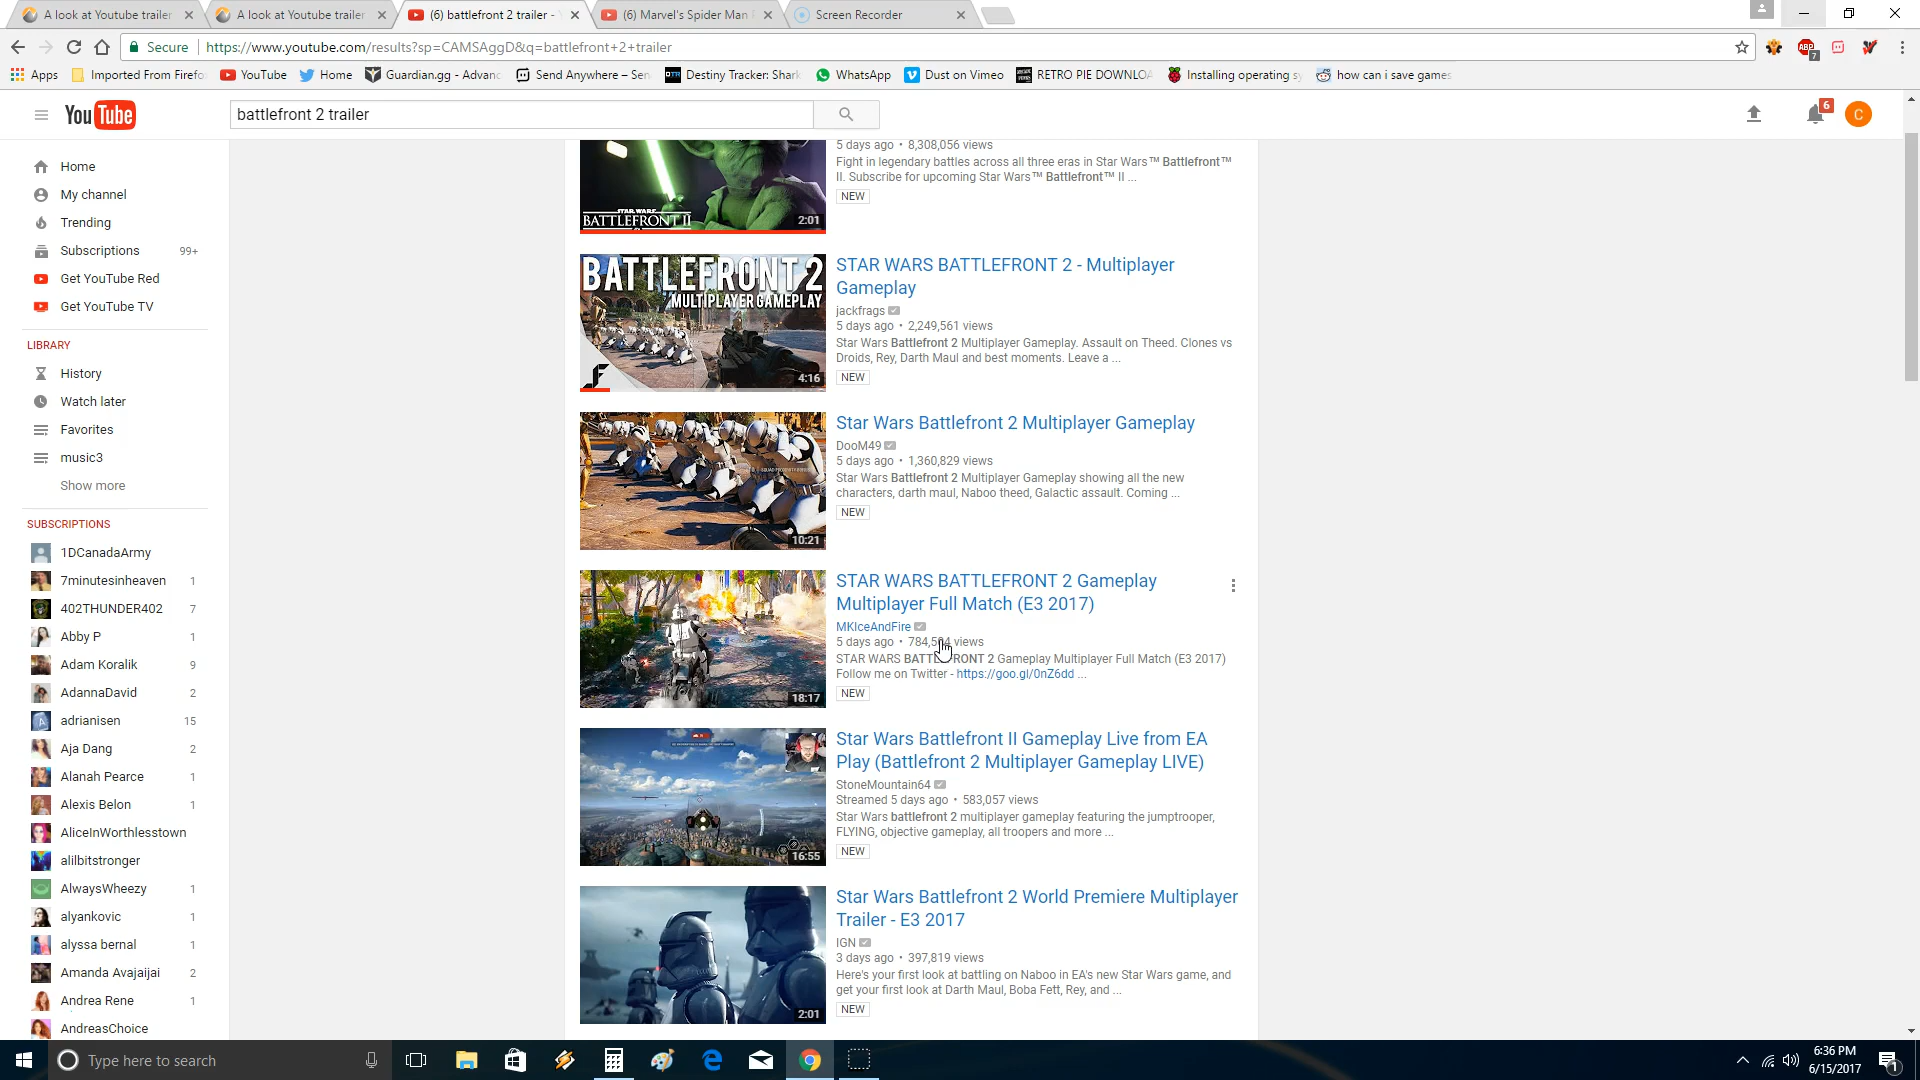 A look at Youtube trailer
A look at Youtube trailer
(6) battlefront 2 trailer -
(6) Marvel's Spider Man
Screen Recorder
Secure
https://www.youtube.com/results?sp=CAMSAggD&q=battlefront+2+trailer
ABP
7
Apps
Imported From Firefo
YouTube
Home
Guardian.gg - Advanc
Send Anywhere – Sen
DTR
Destiny Tracker: Shark
WhatsApp
Dust on Vimeo
RETRO PIE DOWNLOA
Installing operating sy
how can i save games
YouTube
battlefront 2 trailer
6
C
Home
My channel
Trending
Subscriptions 99+
Get YouTube Red
Get YouTube TV
LIBRARY
History
Watch later
Favorites
music3
Show more
SUBSCRIPTIONS
1DCanadaArmy
7minutesinheaven 1
402THUNDER402 7
Abby P 1
Adam Koralik 9
AdannaDavid 2
adrianisen 15
Aja Dang 2
Alanah Pearce 1
Alexis Belon 1
AliceInWorthlesstown
alilbitstronger
AlwaysWheezy 1
alyankovic 1
alyssa bernal 1
Amanda Avajaijai 2
Andrea Rene 1
AndreasChoice
STAR WARS
BATTLEFRONT II
2:01
5 days ago • 8,308,056 views
Fight in legendary battles across all three eras in Star Wars™ Battlefront™
II. Subscribe for upcoming Star Wars™ Battlefront™ II ...
NEW
BATTLEFRONT 2
MULTIPLAYER GAMEPLAY
4:16
STAR WARS BATTLEFRONT 2 - Multiplayer
Gameplay
jackfrags
5 days ago • 2,249,561 views
Star Wars Battlefront 2 Multiplayer Gameplay. Assault on Theed. Clones vs
Droids, Rey, Darth Maul and best moments. Leave a ...
NEW
10:21
Star Wars Battlefront 2 Multiplayer Gameplay
DooM49
5 days ago • 1,360,829 views
Star Wars Battlefront 2 Multiplayer Gameplay showing all the new
characters, darth maul, Naboo theed, Galactic assault. Coming ...
NEW
18:17
STAR WARS BATTLEFRONT 2 Gameplay
Multiplayer Full Match (E3 2017)
MKIceAndFire
5 days ago • views
STAR WARS 2 Gameplay Multiplayer Full Match (E3 2017)
Follow me on Twitter - https://goo.gl/0nZ6dd ...
NEW
16:55
Star Wars Battlefront II Gameplay Live from EA
Play (Battlefront 2 Multiplayer Gameplay LIVE)
StoneMountain64
Streamed 5 days ago • 583,057 views
Star Wars battlefront 2 multiplayer gameplay featuring the jumptrooper,
FLYING, objective gameplay, all troopers and more ...
NEW
2:01
Star Wars Battlefront 2 World Premiere Multiplayer
Trailer - E3 2017
IGN
3 days ago • 397,819 views
Here's your first look at battling on Naboo in EA's new Star Wars game, and
get your first look at Darth Maul, Boba Fett, Rey, and ...
NEW
Type here to search
6:36 PM
6/15/2017
1